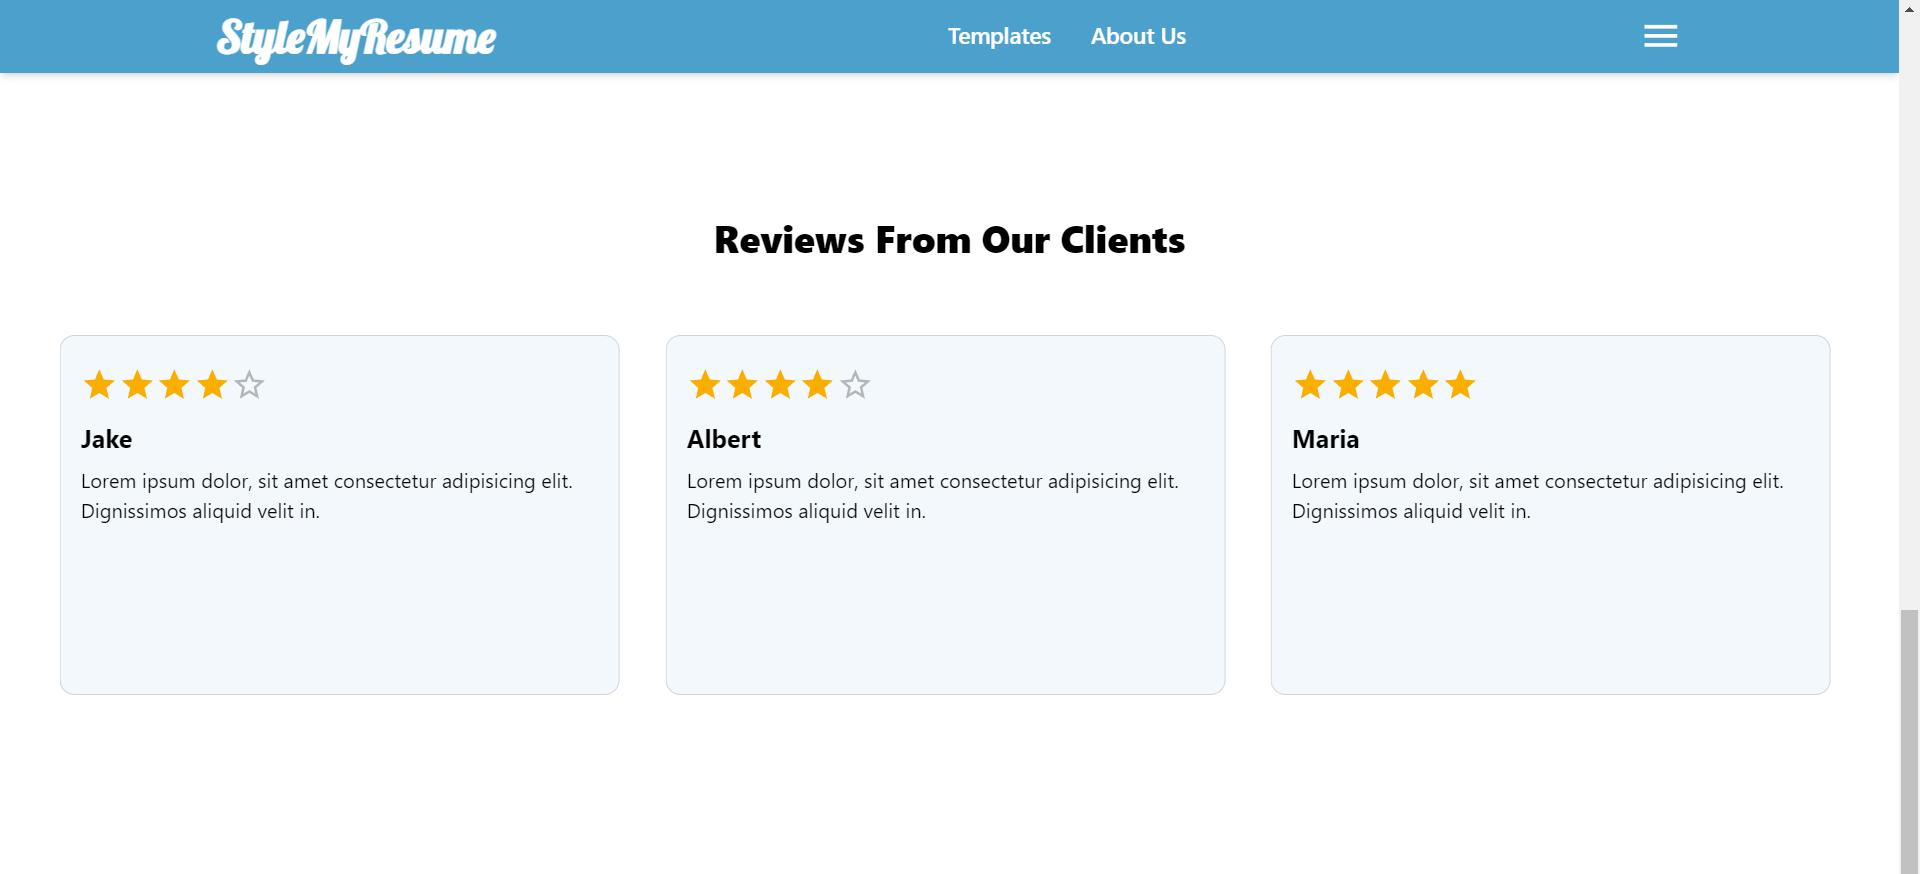 StyleMyResume
Templates
About Us
Reviews From Our Clients
Jake
Lorem ipsum dolor, sit amet consectetur adipisicing elit.
Dignissimos aliquid velit in.
Albert
Lorem ipsum dolor, sit amet consectetur adipisicing elit.
Dignissimos aliquid velit in.
Maria
Lorem ipsum dolor, sit amet consectetur adipisicing elit.
Dignissimos aliquid velit in.